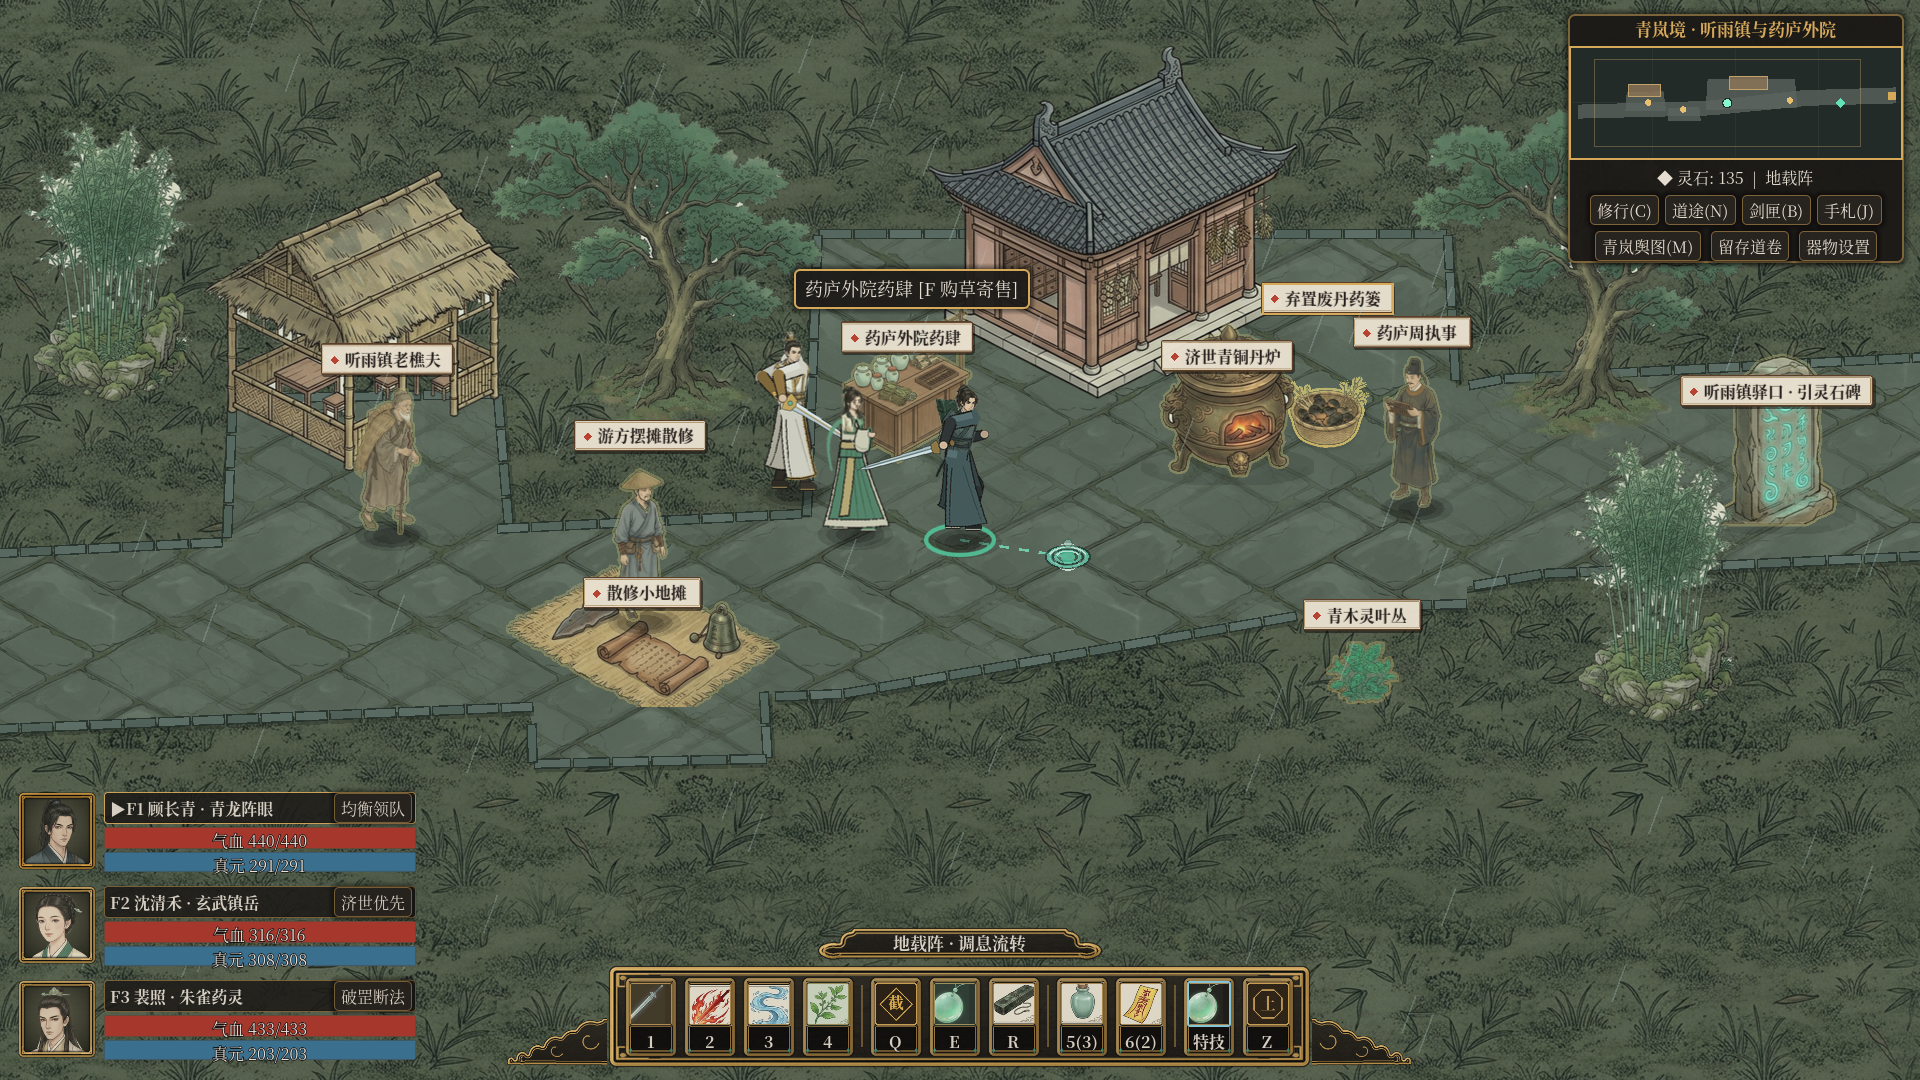 青岚境 · 听雨镇与药庐外院
◆ 灵石: 135 | 地载阵
修行(C) 道途(N) 剑匣(B) 手札(J)
青岚舆图(M) 留存道卷 器物设置
药庐外院药肆 [F 购草寄售]
弃置废丹药篓
药庐外院药肆
药庐周执事
听雨镇老樵夫
济世青铜丹炉
听雨镇驿口 · 引灵石碑
游方摆摊散修
散修小地摊
青木灵叶丛
▶F1 顾长青 · 青龙阵眼 均衡领队
气血 440/440
真元 291/291
F2 沈清禾 · 玄武镇岳 济世优先
气血 316/316
真元 308/308
F3 裴照 · 朱雀药灵 破罡断法
气血 433/433
真元 203/203
地载阵 · 调息流转
截 上
1 2 3 4 Q E R 5(3) 6(2) 特技 Z